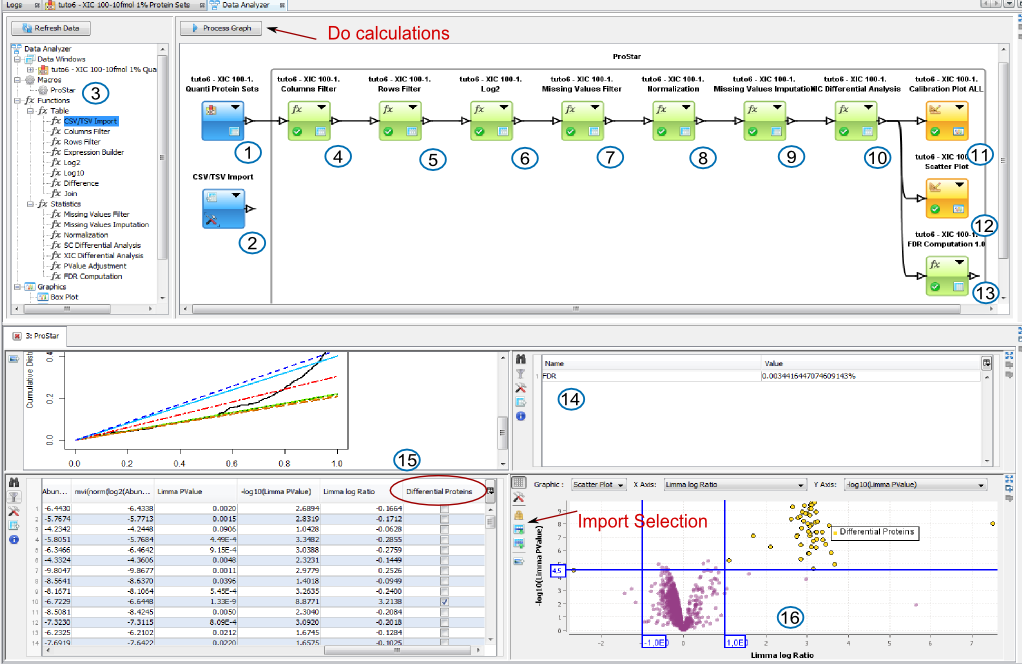 Logs
tuto6 - XIC 100-10fmol 1% Protein Sets
Data Analyzer
Refresh Data
Process Graph
Do calculations
Data Analyzer
Data Windows
tuto6 - XIC 100-10fmol 1% Qua
Macros
ProStar
3
Functions
Table
CSV/TSV Import
Columns Filter
Rows Filter
Expression Builder
Log2
Log10
Difference
Join
Statistics
Missing Values Filter
Missing Values Imputation
Normalization
SC Differential Analysis
XIC Differential Analysis
PValue Adjustment
FDR Computation
Graphics
Box Plot
ProStar
tuto6 - XIC 100-1.
Quanti Protein Sets
1
tuto6 - XIC 100-1.
Columns Filter
4
tuto6 - XIC 100-1.
Rows Filter
5
tuto6 - XIC 100-1.
Log2
6
tuto6 - XIC 100-1.
Missing Values Filter
7
tuto6 - XIC 100-1.
Normalization
8
tuto6 - XIC 100-1.
Missing Values Imputation
9
tuto6 - XIC 100-1.
XIC Differential Analysis
10
tuto6 - XIC 100-1.
Calibration Plot ALL
11
CSV/TSV Import
2
tuto6 - XIC 100-1.
Scatter Plot
12
tuto6 - XIC 100-1.
FDR Computation 1.0
13
3: ProStar
Cumulative Dist
0.4
0.2
0.0
0.0 0.2 0.4 0.6 0.8 1.0
Name Value
1 FDR 0.003441644707460914​3%
14
15
Abun... mvi(norm(log2(Abun... Limma PValue -log10(Limma PValue) Limma log Ratio Differential Proteins
1 -6.4430 -6.4338 0.0020 2.6894 -0.1664
2 -5.7674 -5.7713 0.0015 2.8319 -0.1712
3 -4.2342 -4.2448 0.0906 1.0428 -0.0628
4 -5.8051 -5.7684 4.49E-4 3.3482 -0.2855
5 -6.3466 -6.4642 9.15E-4 3.0388 -0.2759
6 -4.3324 -4.3606 0.0048 2.3231 -0.1449
7 -9.8047 -9.8677 0.0011 2.9779 0.2526
8 -8.5641 -8.6370 0.0396 1.4018 -0.0949
9 -8.1671 -8.1064 5.45E-4 3.2635 -0.2400
10 -6.7229 -6.6448 1.33E-9 8.8771 3.2138
11 -8.5081 -8.4245 0.0050 2.3040 -0.2084
12 -7.3230 -7.3115 8.09E-4 3.0920 -0.2018
13 -6.2325 -6.2102 0.0212 1.6745 -0.1284
14 -7.6919 -7.6422 0.0220 1.6575 -0.1025
Graphic : Scatter Plot X Axis: Limma log Ratio Y Axis: -log10(Limma PValue)
Import Selection
Differential Proteins
-log10(Limma PValue)
9
8
7
6
5
4.5
4
3
2
1
0
-2 -1,0E0 0 1,0E0 2 3 4 5 6 7
16
Limma log Ratio